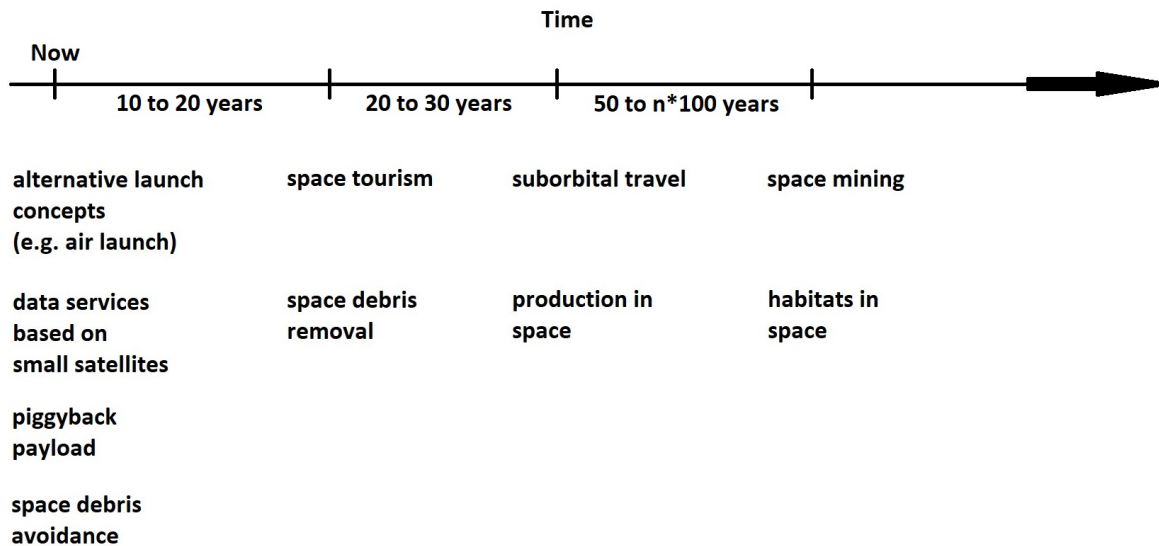 Time
Now
10 to 20 years
20 to 30 years
50 to n*100 years
alternative launch
concepts
(e.g. air launch)
space tourism
suborbital travel
space mining
data services
based on
small satellites
space debris
removal
production in
space
habitats in
space
piggyback
payload
space debris
avoidance